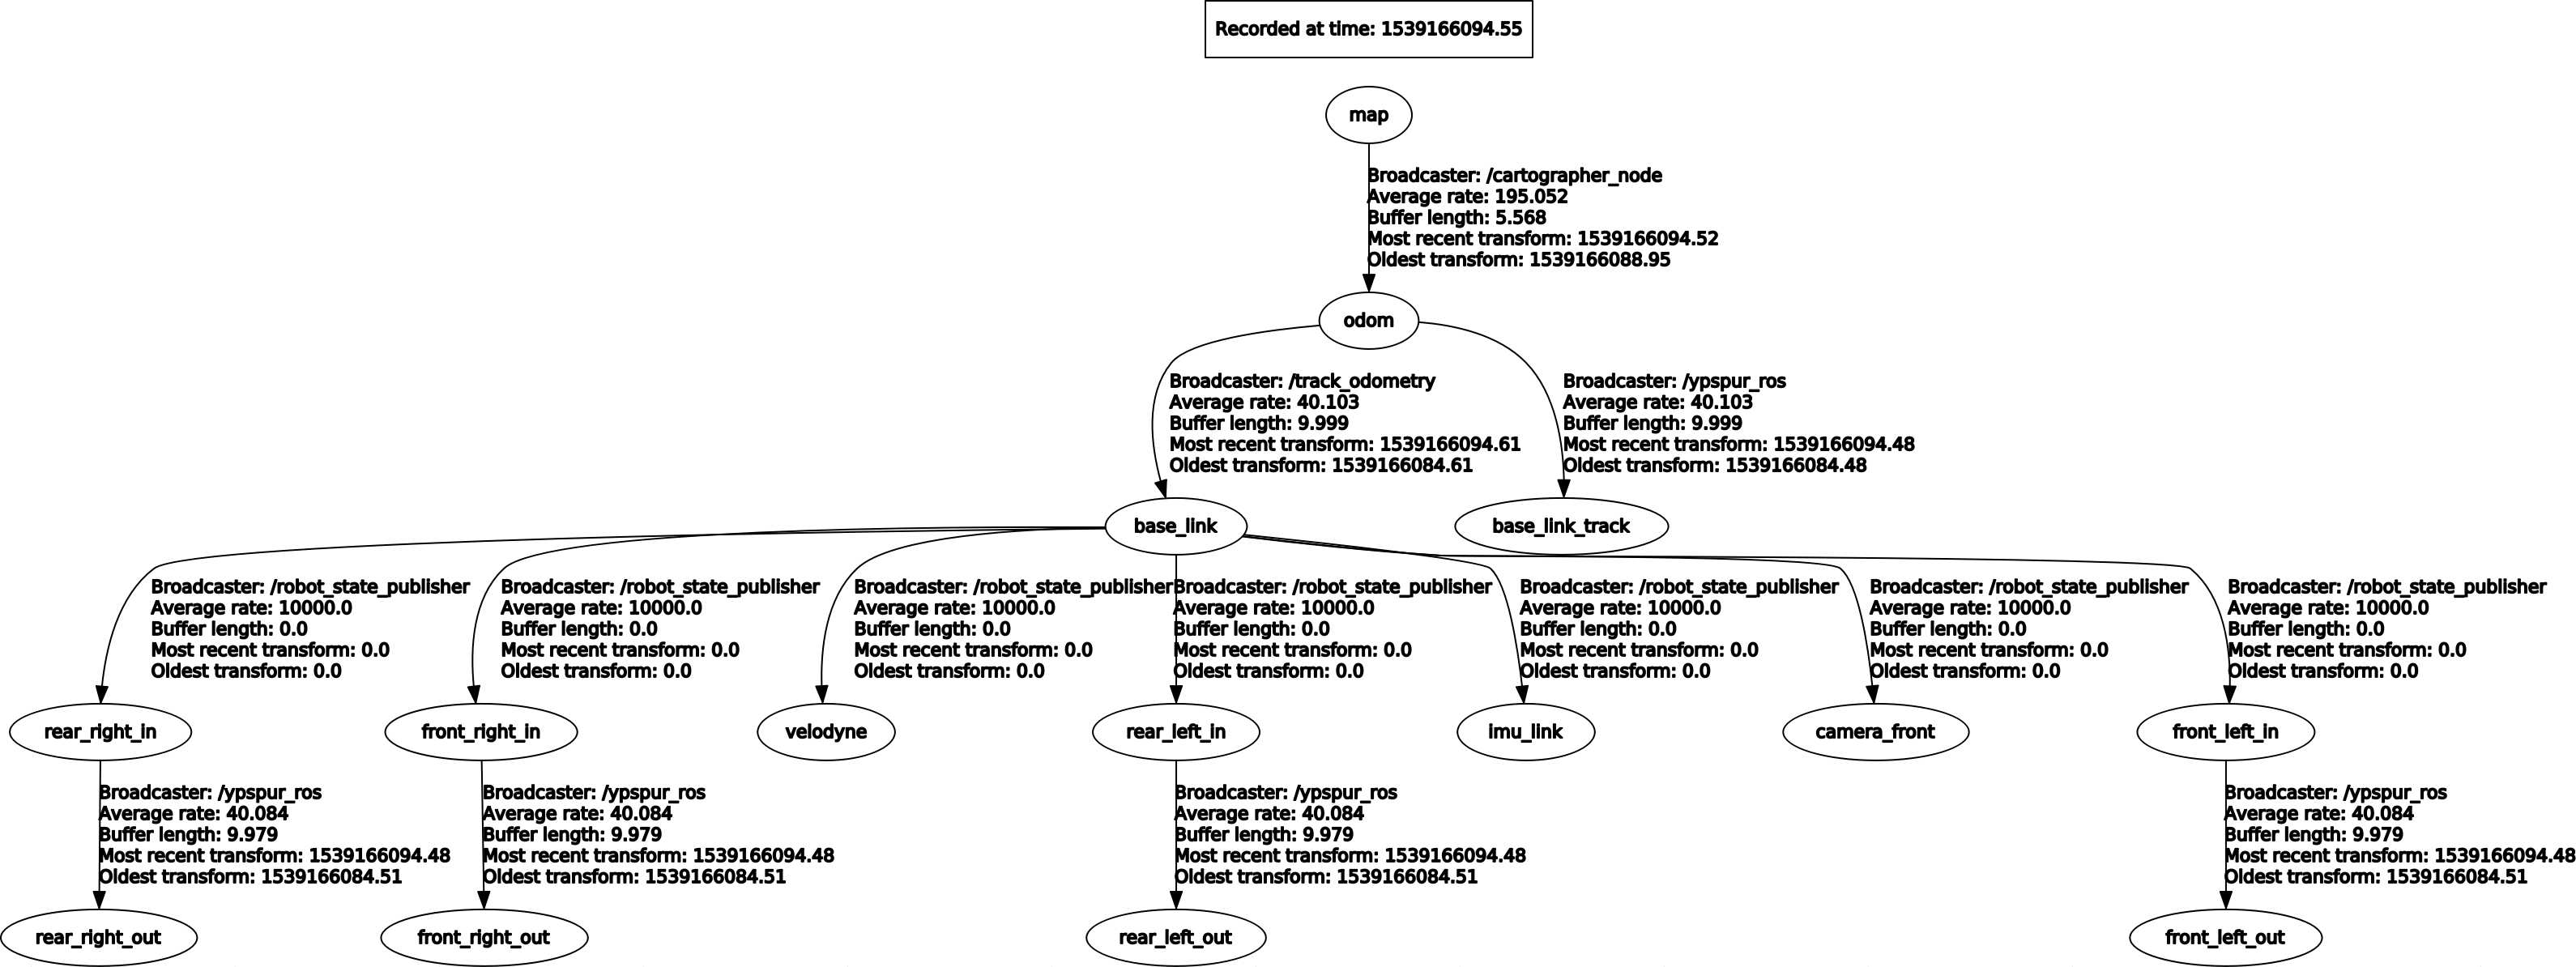 Recorded at time: 1539166094.55
map
Broadcaster: /cartographer_node
Average rate: 195.052
Buffer length: 5.568
Most recent transform: 1539166094.52
Oldest transform: 1539166088.95
odom
Broadcaster: /track_odometry
Average rate: 40.103
Buffer length: 9.999
Most recent transform: 1539166094.61
Oldest transform: 1539166084.61
Broadcaster: /ypspur_ros
Average rate: 40.103
Buffer length: 9.999
Most recent transform: 1539166094.48
Oldest transform: 1539166084.48
base_link
base_link_track
Broadcaster: /robot_state_publisher
Average rate: 10000.0
Buffer length: 0.0
Most recent transform: 0.0
Oldest transform: 0.0
Broadcaster: /robot_state_publisher
Average rate: 10000.0
Buffer length: 0.0
Most recent transform: 0.0
Oldest transform: 0.0
Broadcaster: /robot_state_publisher
Average rate: 10000.0
Buffer length: 0.0
Most recent transform: 0.0
Oldest transform: 0.0
Broadcaster: /robot_state_publisher
Average rate: 10000.0
Buffer length: 0.0
Most recent transform: 0.0
Oldest transform: 0.0
Broadcaster: /robot_state_publisher
Average rate: 10000.0
Buffer length: 0.0
Most recent transform: 0.0
Oldest transform: 0.0
Broadcaster: /robot_state_publisher
Average rate: 10000.0
Buffer length: 0.0
Most recent transform: 0.0
Oldest transform: 0.0
Broadcaster: /robot_state_publisher
Average rate: 10000.0
Buffer length: 0.0
Most recent transform: 0.0
Oldest transform: 0.0
rear_right_in
front_right_in
velodyne
rear_left_in
imu_link
camera_front
front_left_in
Broadcaster: /ypspur_ros
Average rate: 40.084
Buffer length: 9.979
Most recent transform: 1539166094.48
Oldest transform: 1539166084.51
Broadcaster: /ypspur_ros
Average rate: 40.084
Buffer length: 9.979
Most recent transform: 1539166094.48
Oldest transform: 1539166084.51
Broadcaster: /ypspur_ros
Average rate: 40.084
Buffer length: 9.979
Most recent transform: 1539166094.48
Oldest transform: 1539166084.51
Broadcaster: /ypspur_ros
Average rate: 40.084
Buffer length: 9.979
Most recent transform: 1539166094.48
Oldest transform: 1539166084.51
rear_right_out
front_right_out
rear_left_out
front_left_out